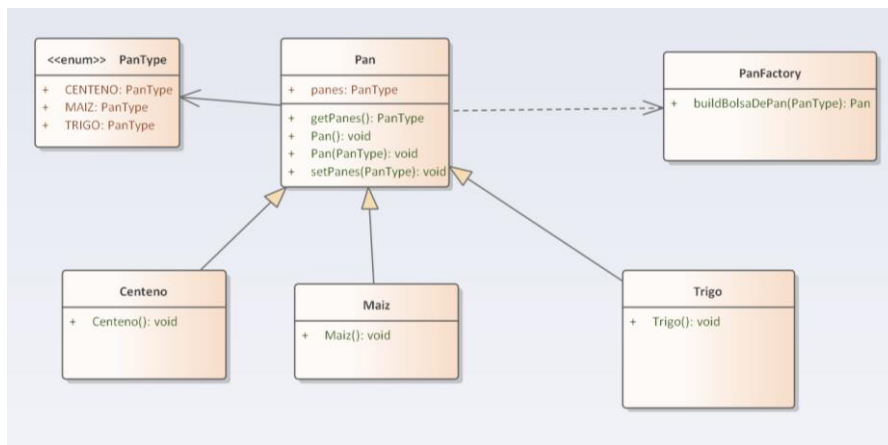 <<enum>> PanType
+ CENTENO: PanType
+ MAIZ: PanType
+ TRIGO: PanType
Pan
+ panes: PanType
+ getPanes(): PanType
+ Pan(): void
+ Pan(PanType): void
+ setPanes(PanType): void
PanFactory
+ buildBolsaDePan(PanType): Pan
Centeno
+ Centeno(): void
Maiz
+ Maiz(): void
Trigo
+ Trigo(): void